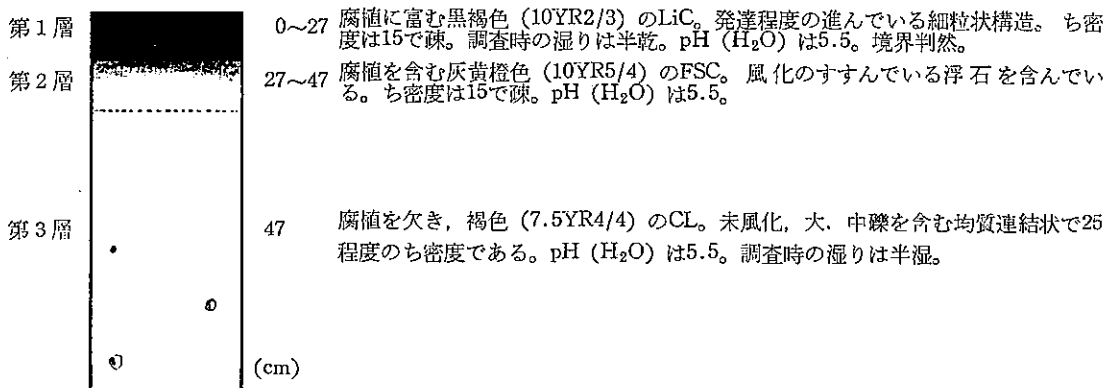 第1層 0〜27 腐植に富む黒褐色 (10YR2/3) のLiC。発達程度の進んでいる細粒状構造。ち密
度は15で疎。調査時の湿りは半乾。pH (H₂O) は5.5。境界判然。
第2層 27〜47 腐植を含む灰黄橙色 (10YR5/4) のFSC。風化のすすんでいる浮石を含んでい
る。ち密度は15で疎。pH (H₂O) は5.5。
第3層 47 腐植を欠き，褐色 (7.5YR4/4) のCL。未風化，大．中礫を含む均質連結状で25
程度のち密度である。pH (H₂O) は5.5。調査時の湿りは半湿。
(cm)